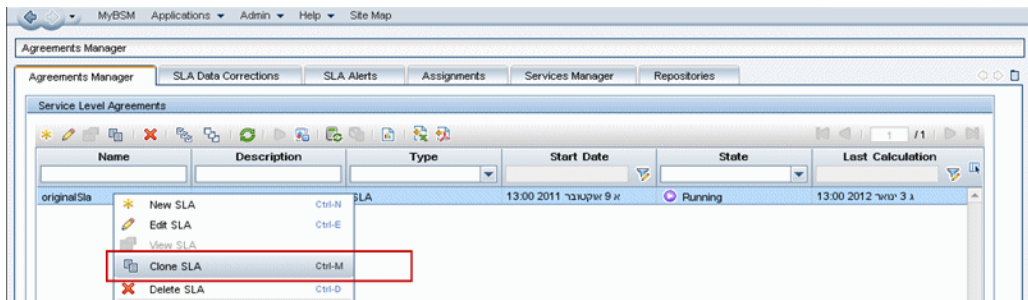 MyBSM Applications Admin Help Site Map
Agreements Manager
Agreements Manager SLA Data Corrections SLA Alerts Assignments Services Manager Repositories
Service Level Agreements
1 /1
Name Description Type Start Date State Last Calculation
originalSla SLA א 9 אוקטובר 2011 13:00 Running ג 3 ינואר 2012 13:00
New SLA Ctrl-N
Edit SLA Ctrl-E
View SLA
Clone SLA Ctrl-M
Delete SLA Ctrl-D